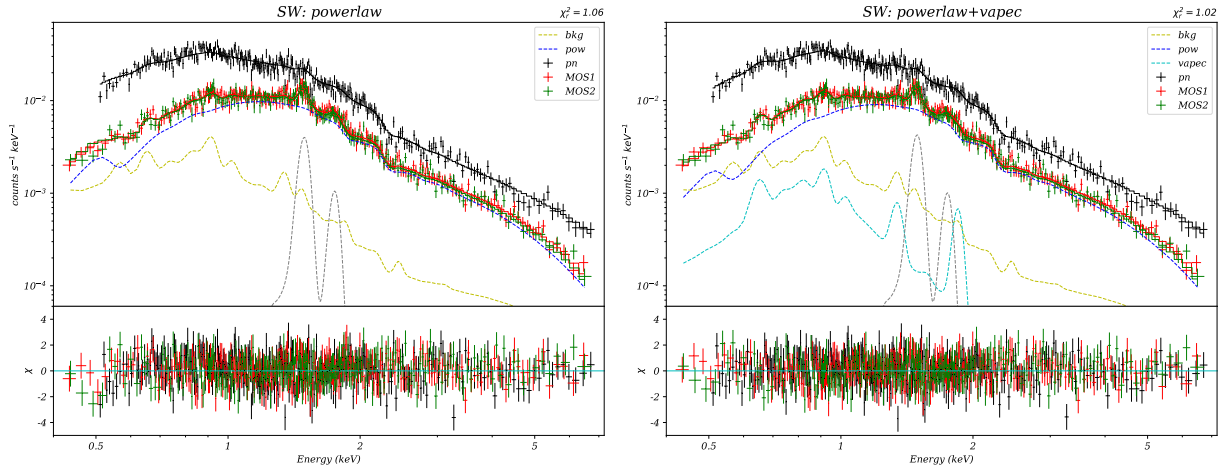 SW: powerlaw
χ²ᵣ = 1.06
bkg
pow
pn
MOS1
MOS2
counts s⁻¹ keV⁻¹
10⁻²
10⁻³
10⁻⁴
χ
4
2
0
-2
-4
0.5
1
2
5
Energy (keV)
SW: powerlaw+vapec
χ²ᵣ = 1.02
bkg
pow
vapec
pn
MOS1
MOS2
counts s⁻¹ keV⁻¹
10⁻²
10⁻³
10⁻⁴
χ
4
2
0
-2
-4
0.5
1
2
5
Energy (keV)